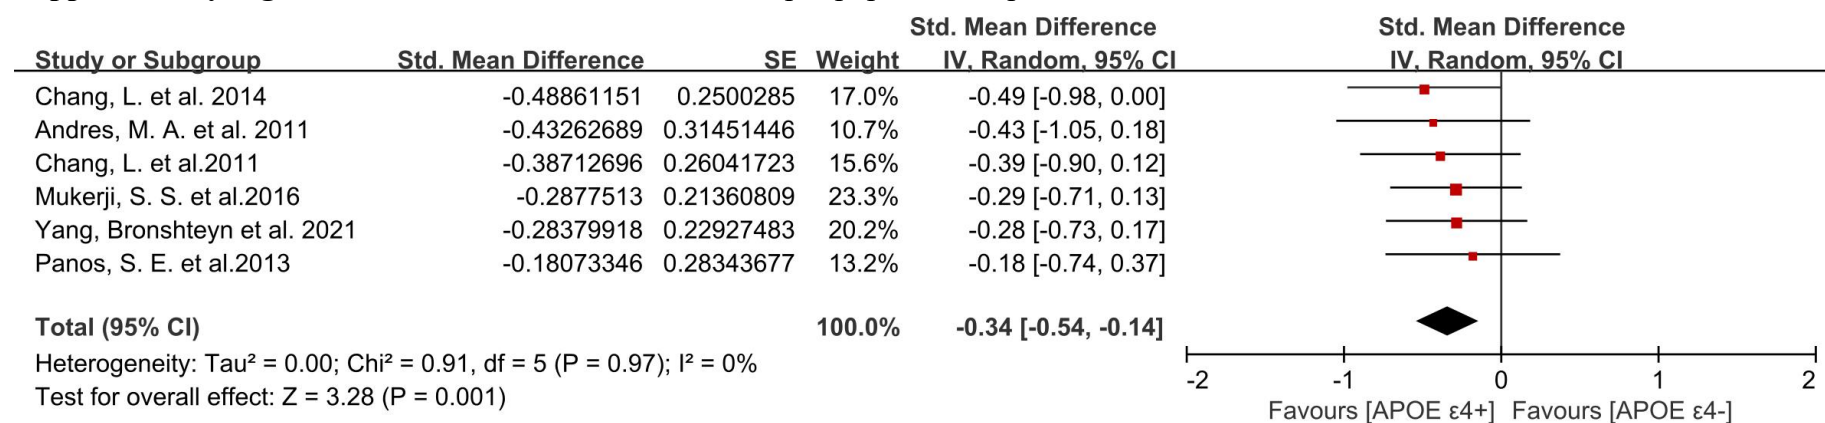 Std. Mean Difference Std. Mean Difference
Study or Subgroup Std. Mean Difference SE Weight IV, Random, 95% CI IV, Random, 95% CI
Chang, L. et al. 2014 -0.48861151 0.2500285 17.0% -0.49 [-0.98, 0.00]
Andres, M. A. et al. 2011 -0.43262689 0.31451446 10.7% -0.43 [-1.05, 0.18]
Chang, L. et al.2011 -0.38712696 0.26041723 15.6% -0.39 [-0.90, 0.12]
Mukerji, S. S. et al.2016 -0.2877513 0.21360809 23.3% -0.29 [-0.71, 0.13]
Yang, Bronshteyn et al. 2021 -0.28379918 0.22927483 20.2% -0.28 [-0.73, 0.17]
Panos, S. E. et al.2013 -0.18073346 0.28343677 13.2% -0.18 [-0.74, 0.37]
Total (95% CI) 100.0% -0.34 [-0.54, -0.14]
Heterogeneity: Tau² = 0.00; Chi² = 0.91, df = 5 (P = 0.97); I² = 0%
Test for overall effect: Z = 3.28 (P = 0.001)
-2 -1 0 1 2
Favours [APOE ε4+] Favours [APOE ε4-]